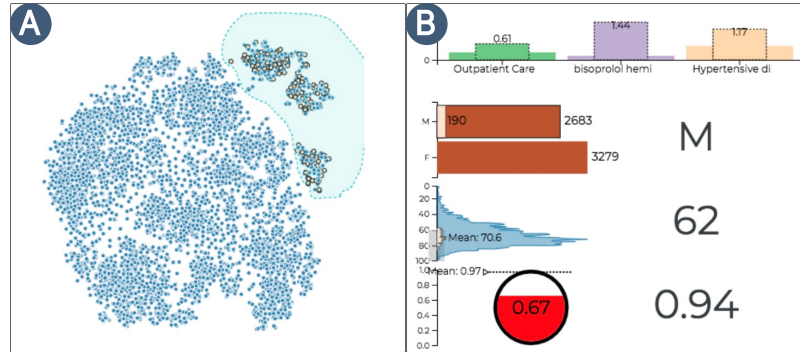 A
B
0.61
1.44
1.17
0
Outpatient Care
bisoprolol hemi
Hypertensive di
M
190
2683
M
F
3279
0
20
40
60
80
100
Mean: 70.6
62
Mean: 0.97
1.0
0.8
0.6
0.4
0.2
0.0
0.67
0.94